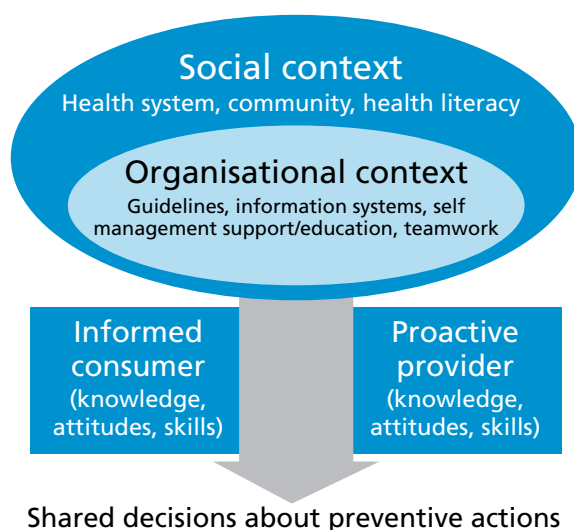 Social context
Health system, community, health literacy
Organisational context
Guidelines, information systems, self
management support/education, teamwork
Informed
consumer
(knowledge,
attitudes, skills)
Proactive
provider
(knowledge,
attitudes, skills)
Shared decisions about preventive actions